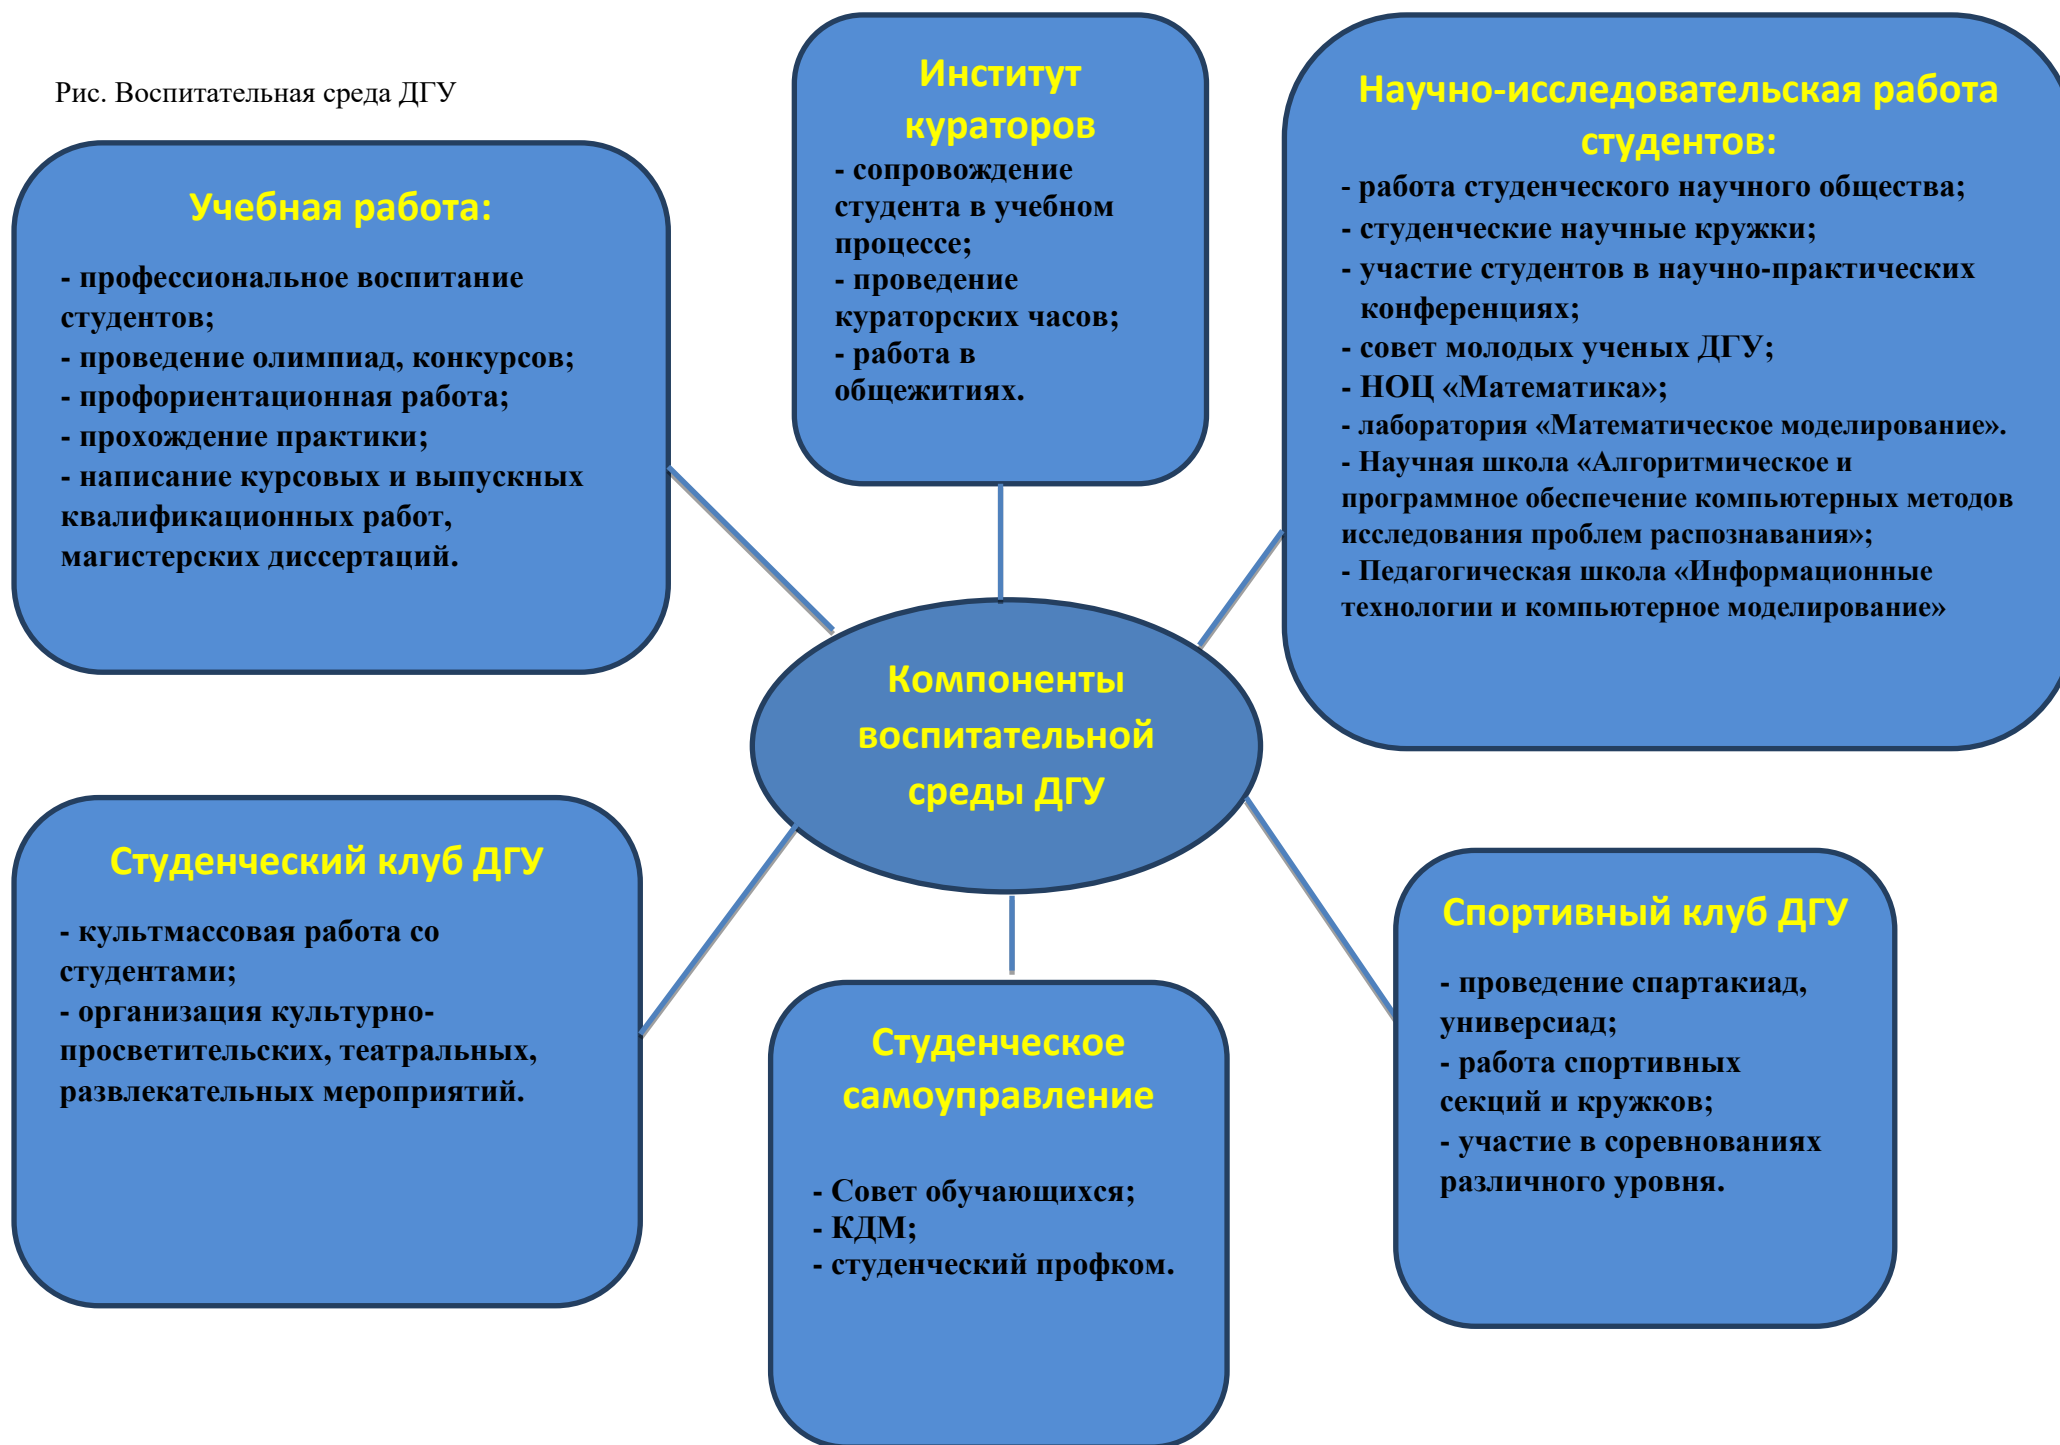 Рис. Воспитательная среда ДГУ
Учебная работа:
- профессиональное воспитание
студентов;
- проведение олимпиад, конкурсов;
- профориентационная работа;
- прохождение практики;
- написание курсовых и выпускных
квалификационных работ,
магистерских диссертаций.
Институт
кураторов
- сопровождение
студента в учебном
процессе;
- проведение
кураторских часов;
- работа в
общежитиях.
Научно-исследовательская работа
студентов:
- работа студенческого научного общества;
- студенческие научные кружки;
- участие студентов в научно-практических
конференциях;
- совет молодых ученых ДГУ;
- НОЦ «Математика»;
- лаборатория «Математическое моделирование».
- Научная школа «Алгоритмическое и
программное обеспечение компьютерных методов
исследования проблем распознавания»;
- Педагогическая школа «Информационные
технологии и компьютерное моделирование»
Компоненты
воспитательной
среды ДГУ
Студенческий клуб ДГУ
- культмассовая работа со
студентами;
- организация культурно-
просветительских, театральных,
развлекательных мероприятий.
Студенческое
самоуправление
- Совет обучающихся;
- КДМ;
- студенческий профком.
Спортивный клуб ДГУ
- проведение спартакиад,
универсиад;
- работа спортивных
секций и кружков;
- участие в соревнованиях
различного уровня.